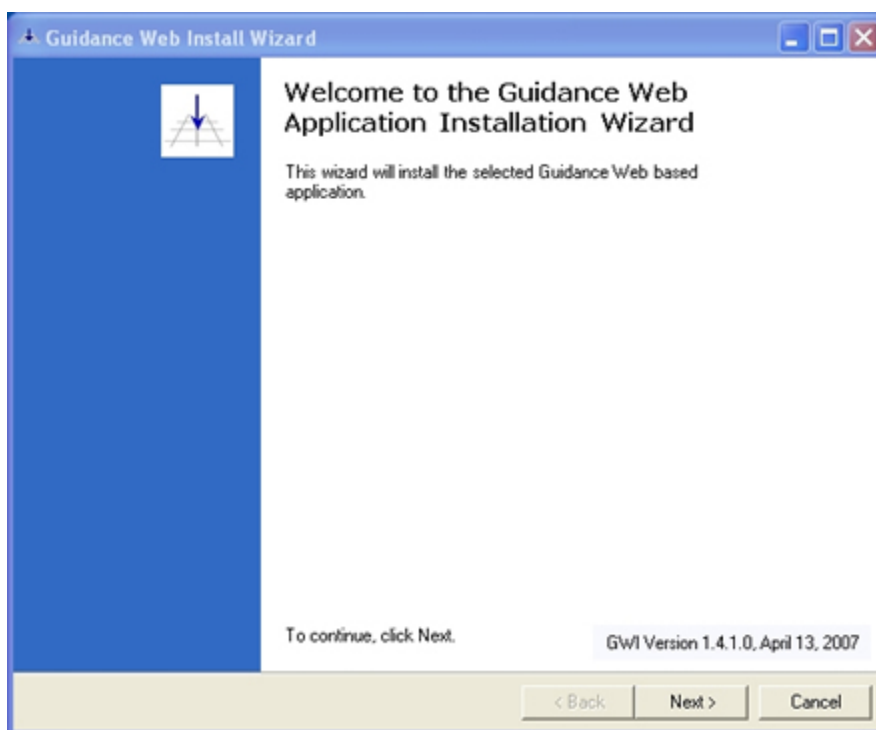 Guidance Web Install Wizard
Welcome to the Guidance Web
Application Installation Wizard
This wizard will install the selected Guidance Web based
application.
To continue, click Next.
GWI Version 1.4.1.0, April 13, 2007
< Back Next > Cancel